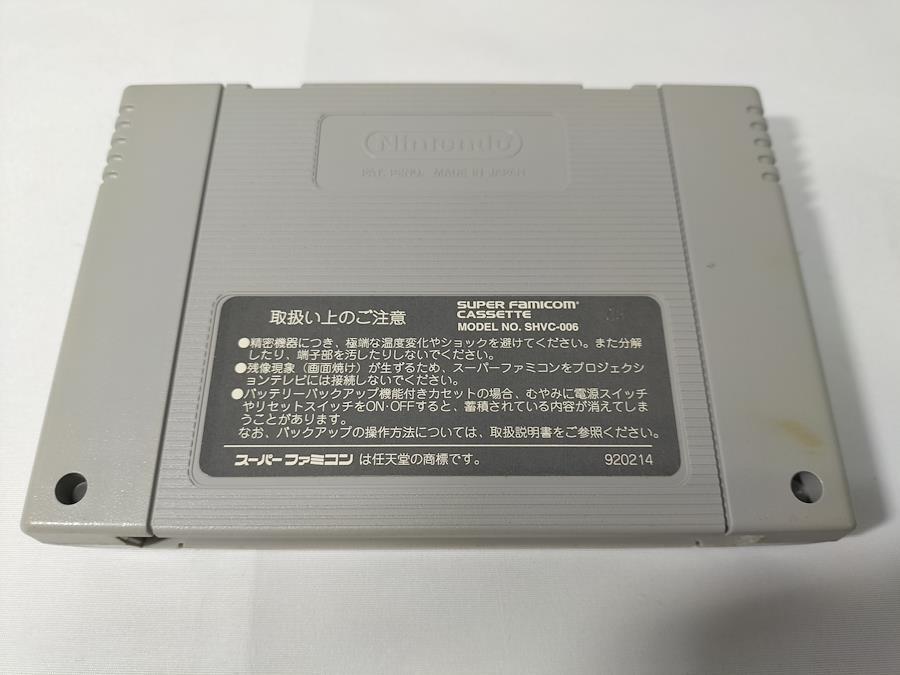 Nintendo
PAT. PEND. MADE IN JAPAN
取扱い上のご注意
SUPER FAMICOM
CASSETTE
MODEL NO. SHVC-006
●精密機器につき、極端な温度変化やショックを避けてください。また分解
したり、端子部を汚したりしないでください。
●残像現象（画面焼け）が生ずるため、スーパーファミコンをプロジェクシ
ョンテレビには接続しないでください。
●バッテリーバックアップ機能付きカセットの場合、むやみに電源スイッチ
やリセットスイッチをON・OFFすると、蓄積されている内容が消えてしま
うことがあります。
なお、バックアップの操作方法については、取扱説明書をご参照ください。
スーパーファミコン は任天堂の商標です。
920214